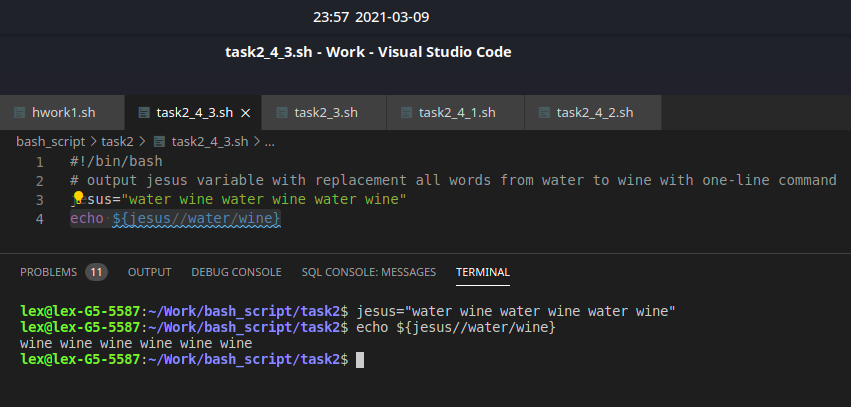 23:57 2021-03-09
task2_4_3.sh - Work - Visual Studio Code
hwork1.sh task2_4_3.sh × task2_3.sh task2_4_1.sh task2_4_2.sh
bash_script > task2 > task2_4_3.sh > ...
1 #!/bin/bash
2 # output jesus variable with replacement all words from water to wine with one-line command
3 jesus="water wine water wine water wine"
4 echo ${jesus//water/wine}
PROBLEMS 11 OUTPUT DEBUG CONSOLE SQL CONSOLE: MESSAGES TERMINAL
lex@lex-G5-5587:~/Work/bash_script/task2$ jesus="water wine water wine water wine"
lex@lex-G5-5587:~/Work/bash_script/task2$ echo ${jesus//water/wine}
wine wine wine wine wine wine
lex@lex-G5-5587:~/Work/bash_script/task2$